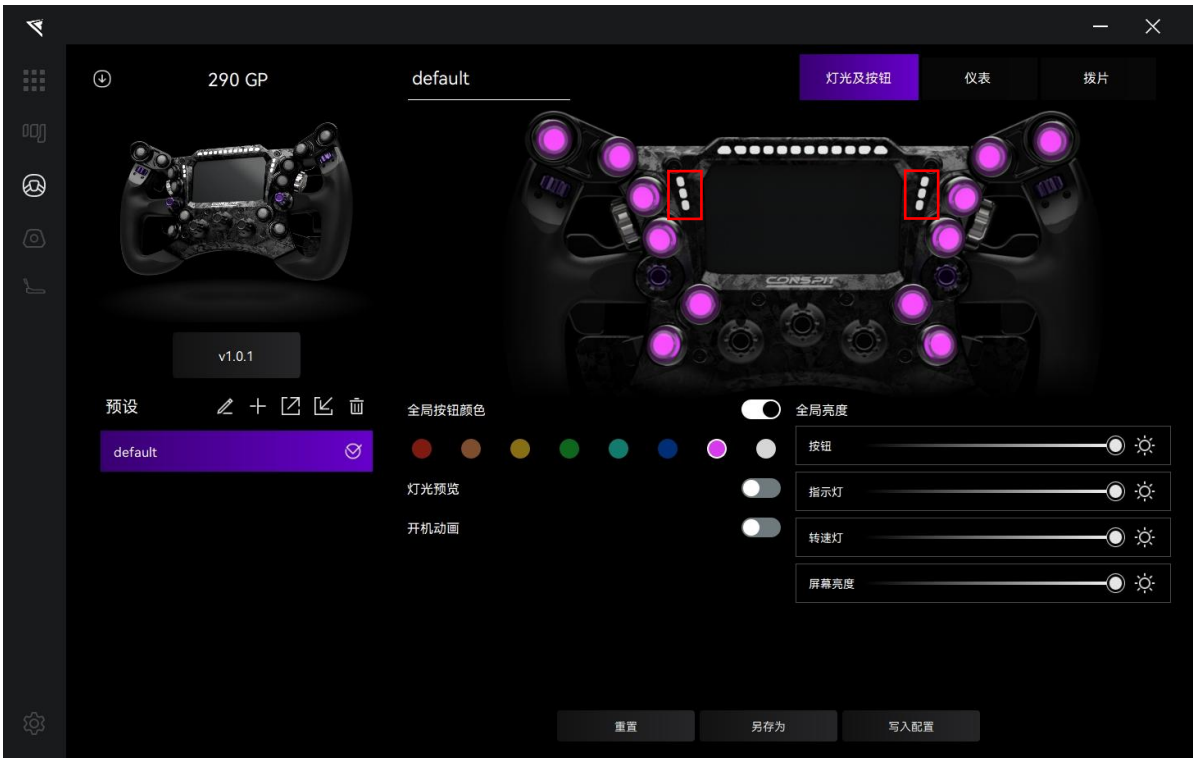 290 GP
default
灯光及按钮
仪表
拨片
CONSPIT
v1.0.1
预设
default
全局按钮颜色
灯光预览
开机动画
全局亮度
按钮
指示灯
转速灯
屏幕亮度
重置
另存为
写入配置